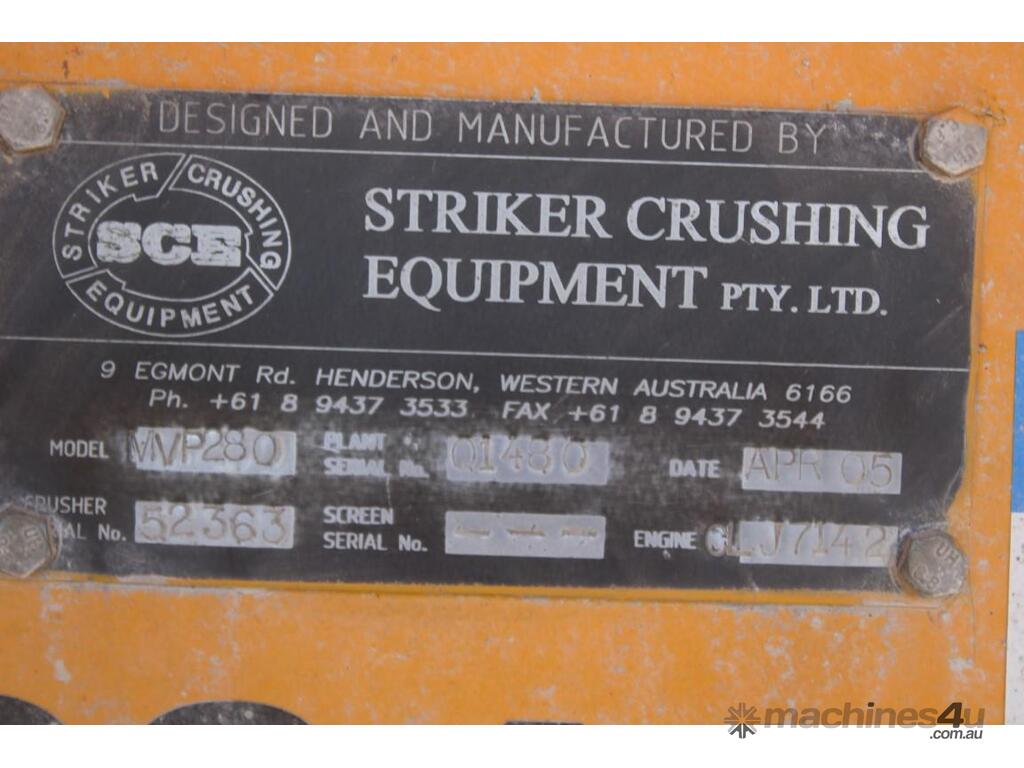 DESIGNED AND MANUFACTURED BY
STRIKER CRUSHING EQUIPMENT
SCE
STRIKER CRUSHING
EQUIPMENT PTY. LTD.
9 EGMONT Rd. HENDERSON, WESTERN AUSTRALIA 6166
Ph. +61 8 9437 3533 FAX +61 8 9437 3544
MODEL MVP280 PLANT SERIAL No. Q1480 DATE APR 05
CRUSHER SERIAL No. 52363 SCREEN SERIAL No. --- ENGINE CLJ7142
machines4u
.com.au